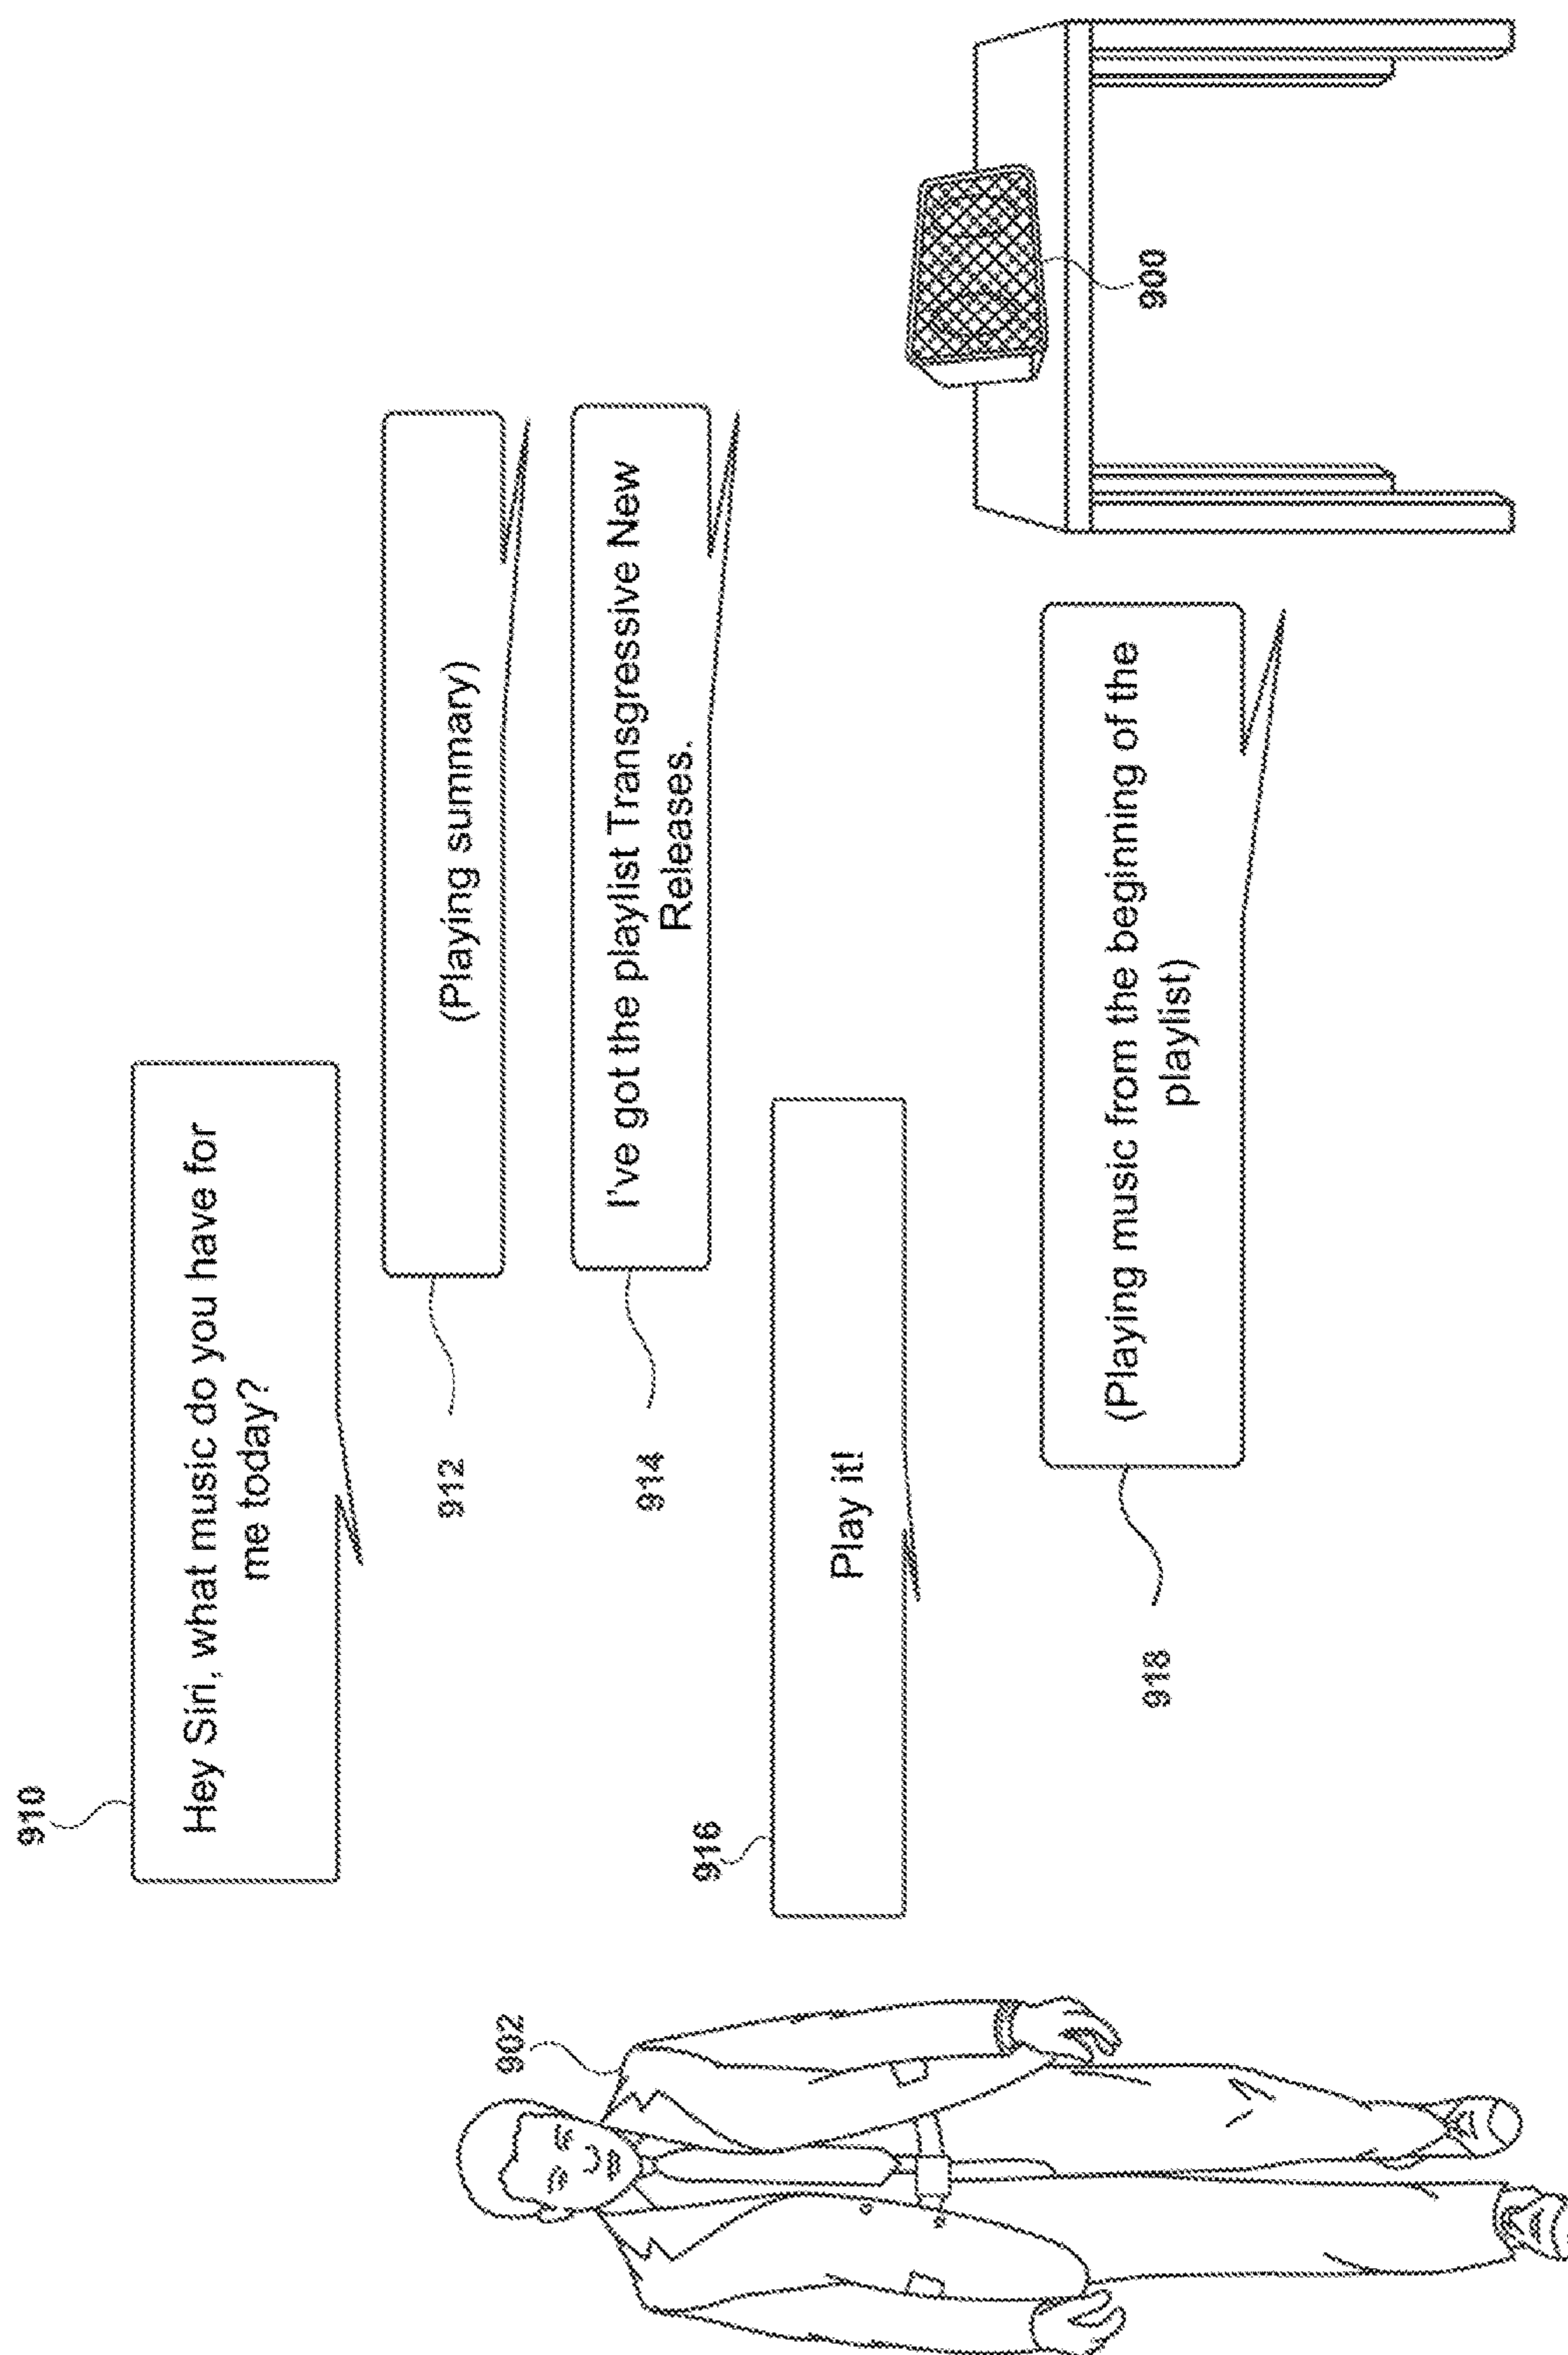 910
Hey Siri, what music do you have for
me today?
(Playing summary)
912
I've got the playlist Transgressive New
Releases.
914
916
Play it!
902
(Playing music from the beginning of the
playlist)
918
900